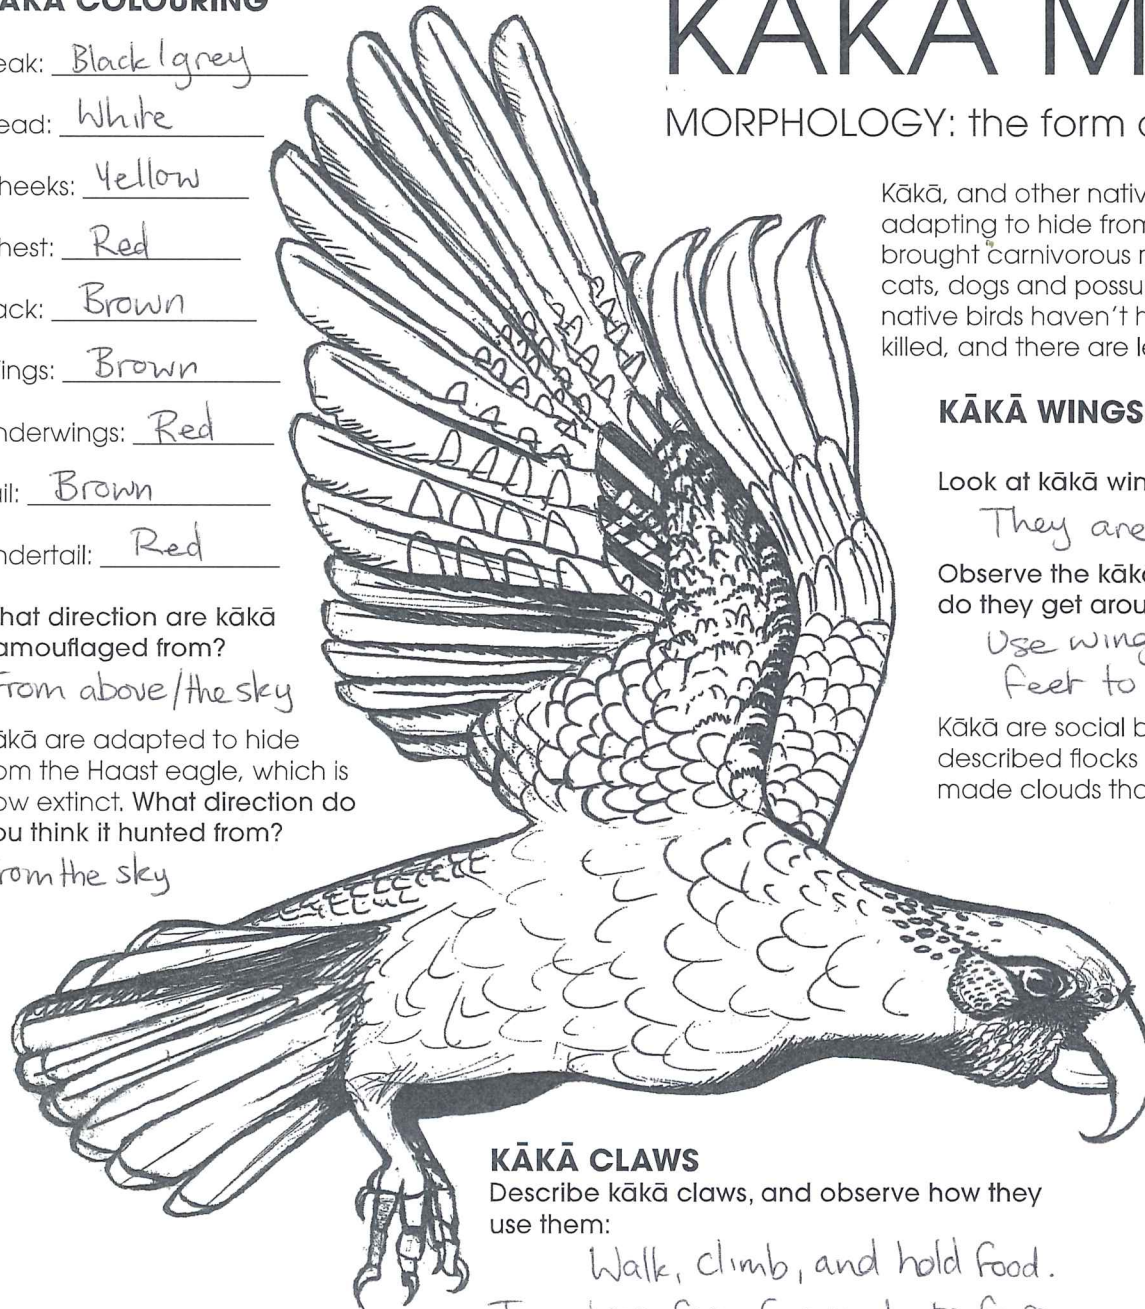 KĀKĀ COLOURING
eak: Black/grey
ead: White
heeks: Yellow
hest: Red
ack: Brown
ings: Brown
nderwings: Red
ail: Brown
ndertail: Red
hat direction are kākā
amouflaged from?
From above/the sky
ākā are adapted to hide
om the Haast eagle, which is
ow extinct. What direction do
ou think it hunted from?
From the sky
KĀKĀ M
MORPHOLOGY: the form
Kākā, and other nativ
adapting to hide from
brought carnivorous
cats, dogs and possu
native birds haven't h
killed, and there are le
KĀKĀ WINGS
Look at kākā win
They are
Observe the kākā
do they get arou
Use wing
feet to
Kākā are social b
described flocks
made clouds tha
KĀKĀ CLAWS
Describe kākā claws, and observe how they
use them:
Walk, climb, and hold food.